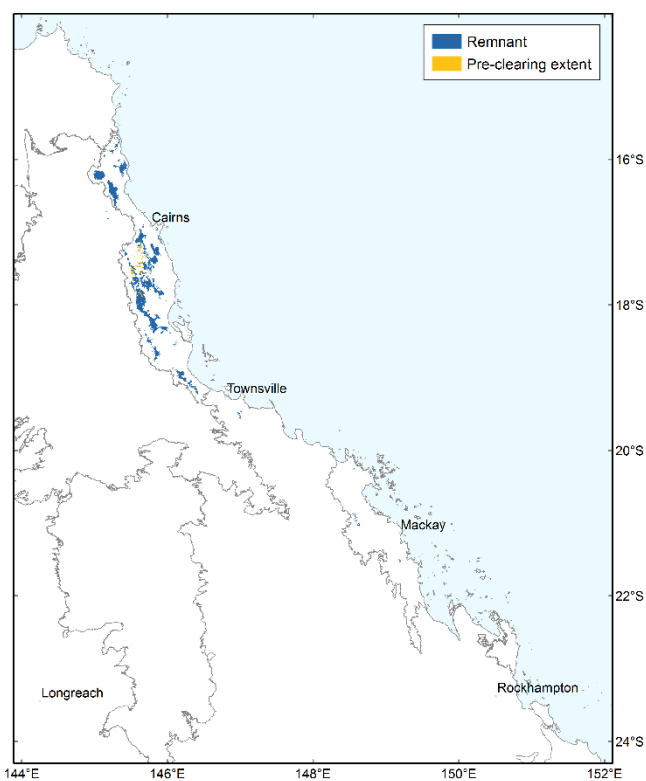 Remnant
Pre-clearing extent
16°S
Cairns
18°S
Townsville
20°S
Mackay
22°S
Longreach
Rockhampton
24°S
144°E
146°E
148°E
150°E
152°E